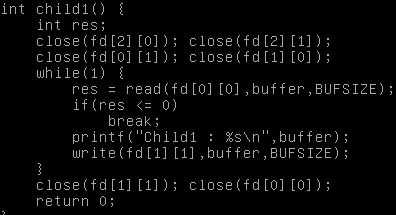 int child1() {
int res;
close(fd[2][0]); close(fd[2][1]);
close(fd[0][1]); close(fd[1][0]);
while(1) {
res = read(fd[0][0],buffer,BUFSIZE);
if(res <= 0)
break;
printf("Child1 : %s\n",buffer);
write(fd[1][1],buffer,BUFSIZE);
}
close(fd[1][1]); close(fd[0][0]);
return 0;
}